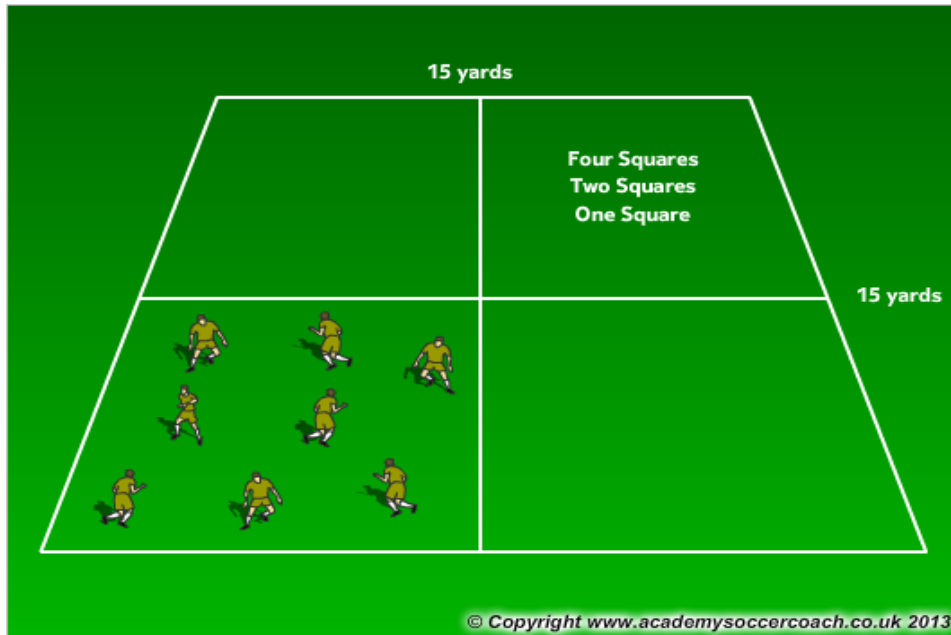 15 yards
Four Squares
Two Squares
One Square
15 yards
© Copyright www.academysoccercoach.co.uk 2013